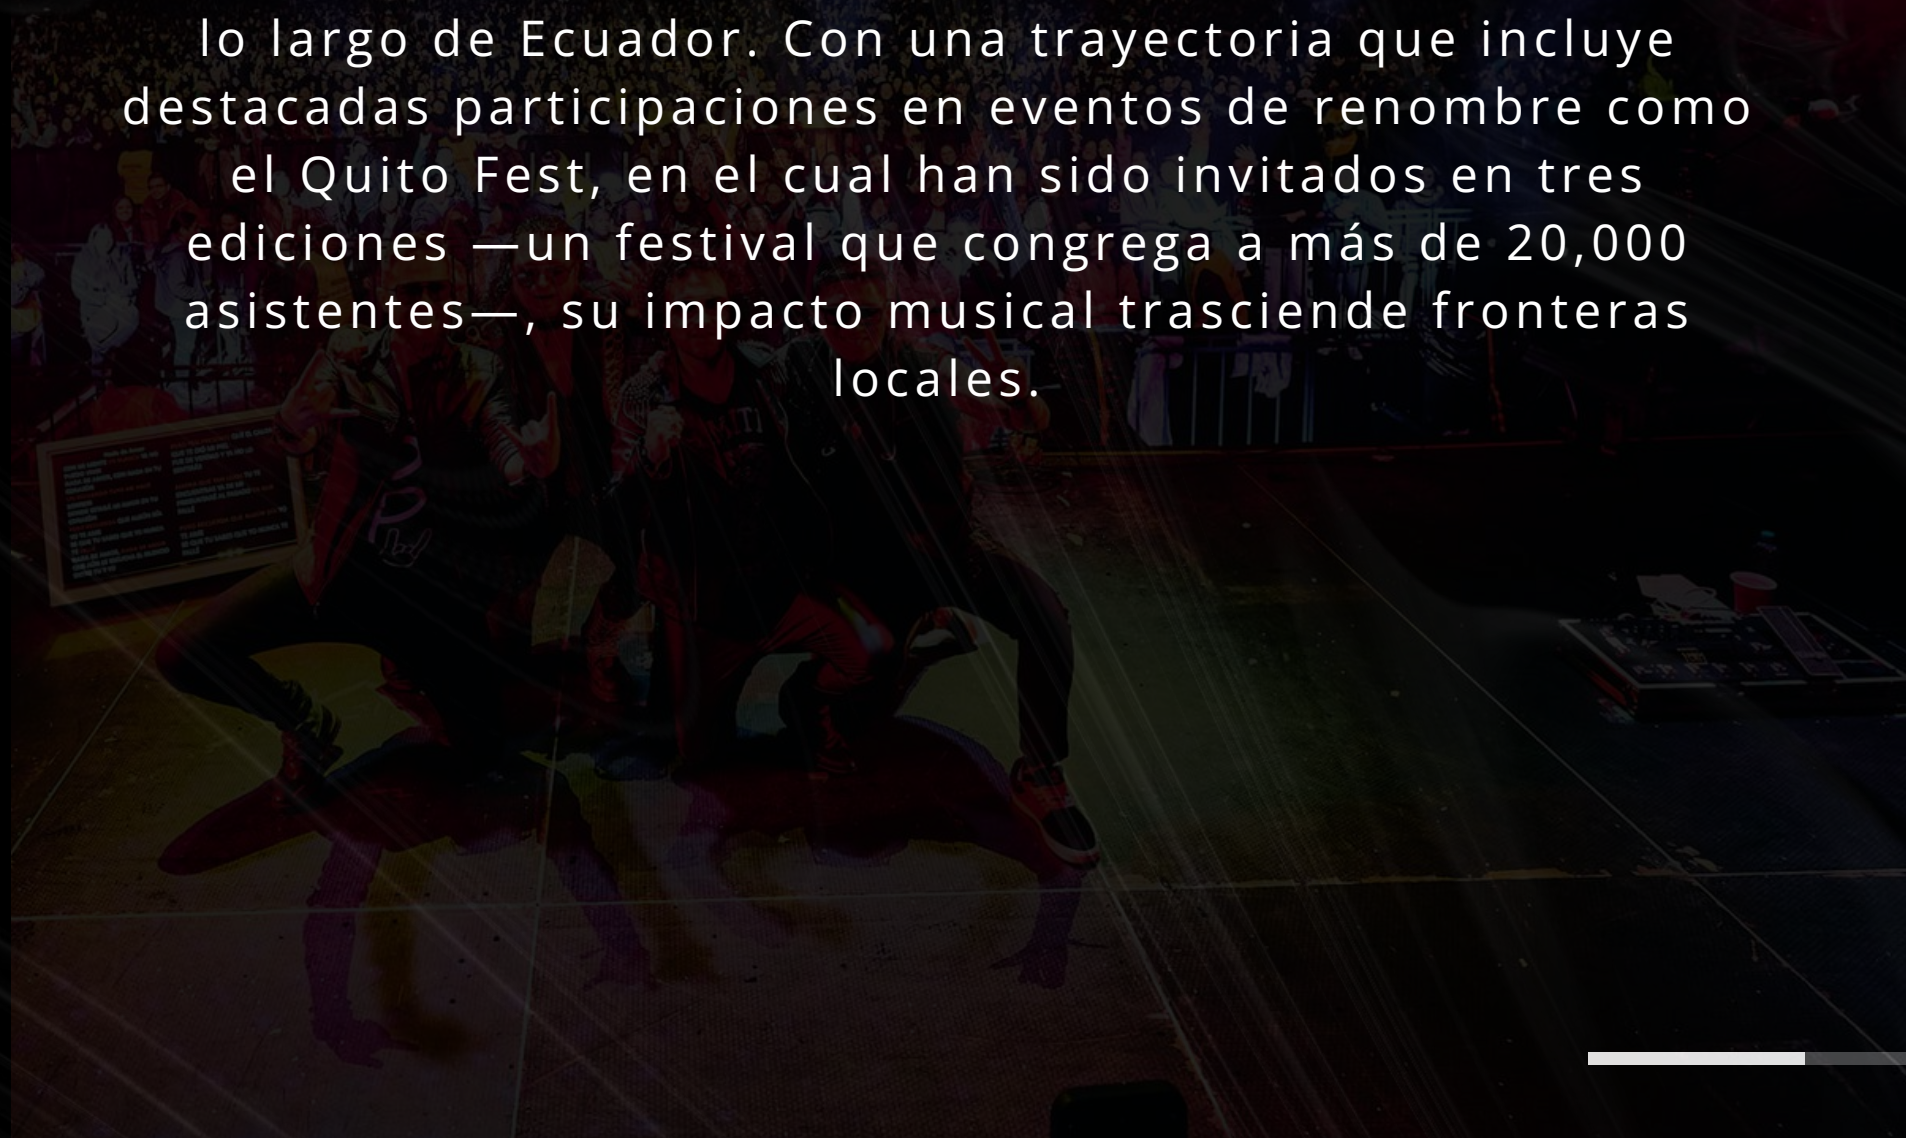 lo largo de Ecuador. Con una trayectoria que incluye
destacadas participaciones en eventos de renombre como
el Quito Fest, en el cual han sido invitados en tres
ediciones —un festival que congrega a más de 20,000
asistentes—, su impacto musical trasciende fronteras
locales.